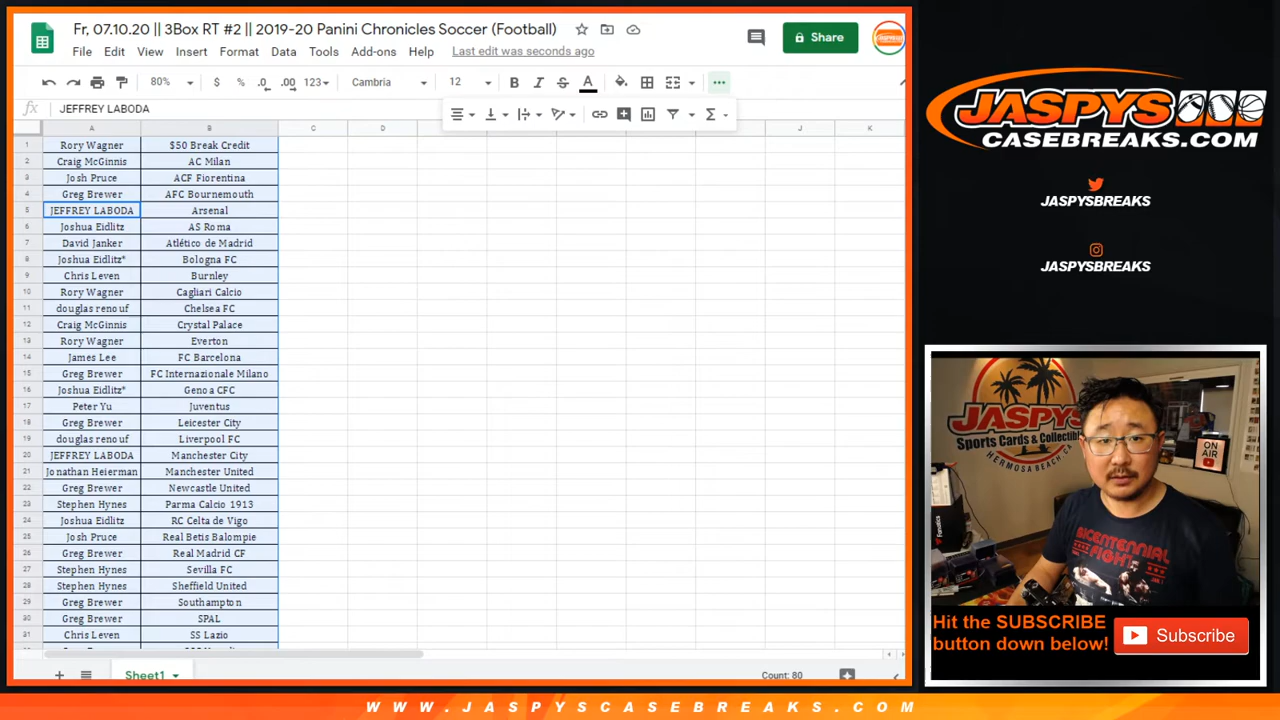 Fr, 07.10.20 || 3Box RT #2 || 2019-20 Panini Chronicles Soccer (Football)
File Edit View Insert Format Data Tools Add-ons Help Last edit was seconds ago
Share
80% $ % .0 .00 123 Cambria 12 B I S A
fx JEFFREY LABODA
A B C D E F G H I J K
1 Rory Wagner $50 Break Credit
2 Craig McGinnis AC Milan
3 Josh Pruce ACF Fiorentina
4 Greg Brewer AFC Bournemouth
5 JEFFREY LABODA Arsenal
6 Joshua Eidlitz AS Roma
7 David Janker Atlético de Madrid
8 Joshua Eidlitz* Bologna FC
9 Chris Leven Burnley
10 Rory Wagner Cagliari Calcio
11 douglas renouf Chelsea FC
12 Craig McGinnis Crystal Palace
13 Rory Wagner Everton
14 James Lee FC Barcelona
15 Greg Brewer FC Internazionale Milano
16 Joshua Eidlitz* Genoa CFC
17 Peter Yu Juventus
18 Greg Brewer Leicester City
19 douglas renouf Liverpool FC
20 JEFFREY LABODA Manchester City
21 Jonathan Heierman Manchester United
22 Greg Brewer Newcastle United
23 Stephen Hynes Parma Calcio 1913
24 Joshua Eidlitz RC Celta de Vigo
25 Josh Pruce Real Betis Balompie
26 Greg Brewer Real Madrid CF
27 Stephen Hynes Sevilla FC
28 Stephen Hynes Sheffield United
29 Greg Brewer Southampton
30 Greg Brewer SPAL
31 Chris Leven SS Lazio
Sheet1
Count: 80
JASPYS
CASEBREAKS.COM
JASPYSBREAKS
JASPYSBREAKS
JASPYS
Sports Cards & Collectibl
HERMOSA BEACH, CA
ON
AIR
Fanatics
BICENTENNIAL
FIGHT
Hit the SUBSCRIBE
button down below!
Subscribe
WWW.JASPYSCASEBREAKS.COM